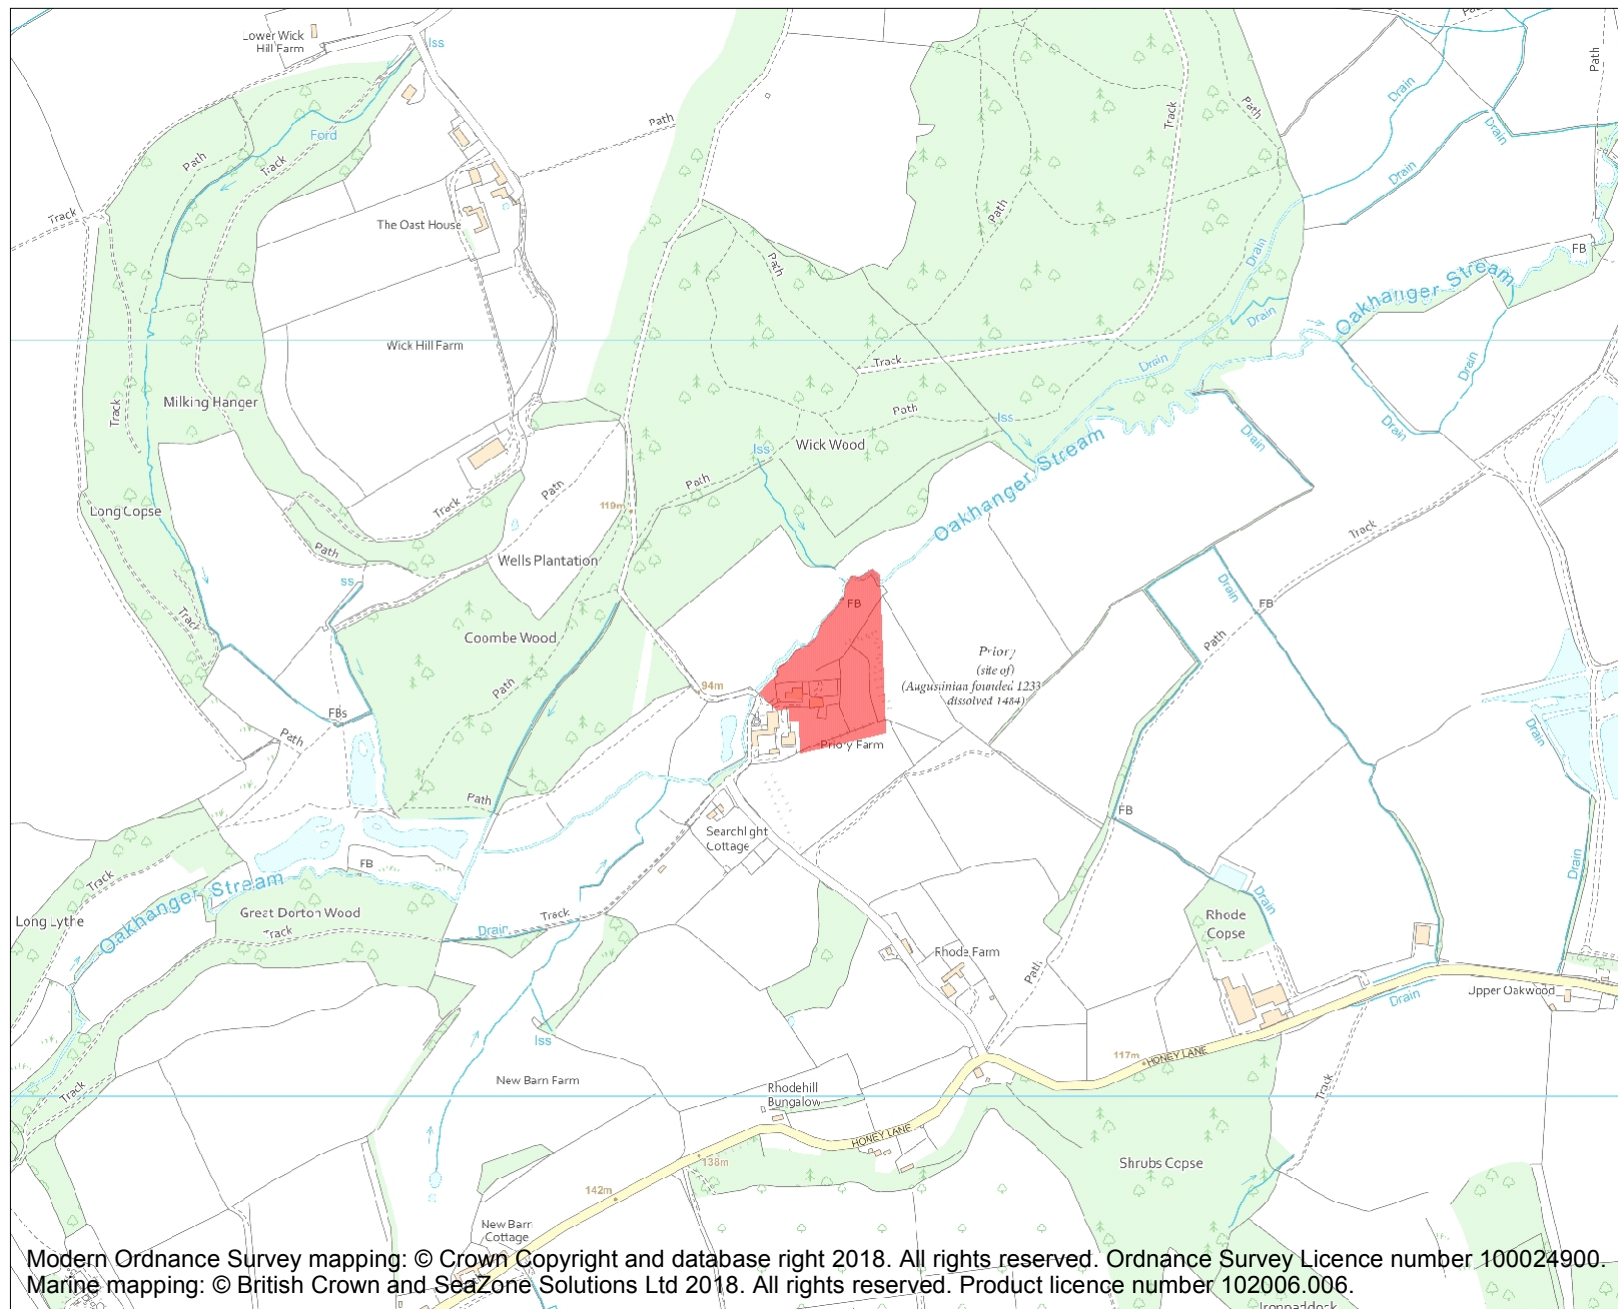 Lower Wick
Hill Farm
Iss
Path
Path
Drain
Drain
Drain
Ford
Path
Track
Path
Track
Path
Track
The Oast House
Path
Path
Drain
FB
Oakhanger Stream
Drain
Wick Hill Farm
Track
Drain
Drain
Milking Hanger
Track
Path
Iss
Drain
Drain
Wick Wood
Iss
Oakhanger Stream
Path
Path
Track
119m
Long Copse
Path
Wells Plantation
Track
ss
Drain
FB
FB
Track
Coombe Wood
Path
Priory
(site of)
(Augustinian founded 1233
dissolved 1484)
Path
94m
FBs
Path
Priory Farm
Drain
Path
FB
Searchlight
Cottage
FB
Drain
Track
Oakhanger Stream
Long Lythe
Great Dorton Wood
Track
Drain
Track
Drain
Rhode
Copse
Rhode Farm
Path
Upper Oakwood
Drain
Iss
117m
HONEY LANE
New Barn Farm
Rhodehill
Bungalow
Track
Track
HONEY LANE
138m
Shrubs Copse
142m
New Barn
Cottage
Modern Ordnance Survey mapping: © Crown Copyright and database right 2018. All rights reserved. Ordnance Survey Licence number 100024900.
Marine mapping: © British Crown and SeaZone Solutions Ltd 2018. All rights reserved. Product licence number 102006.006.
Ironpaddock